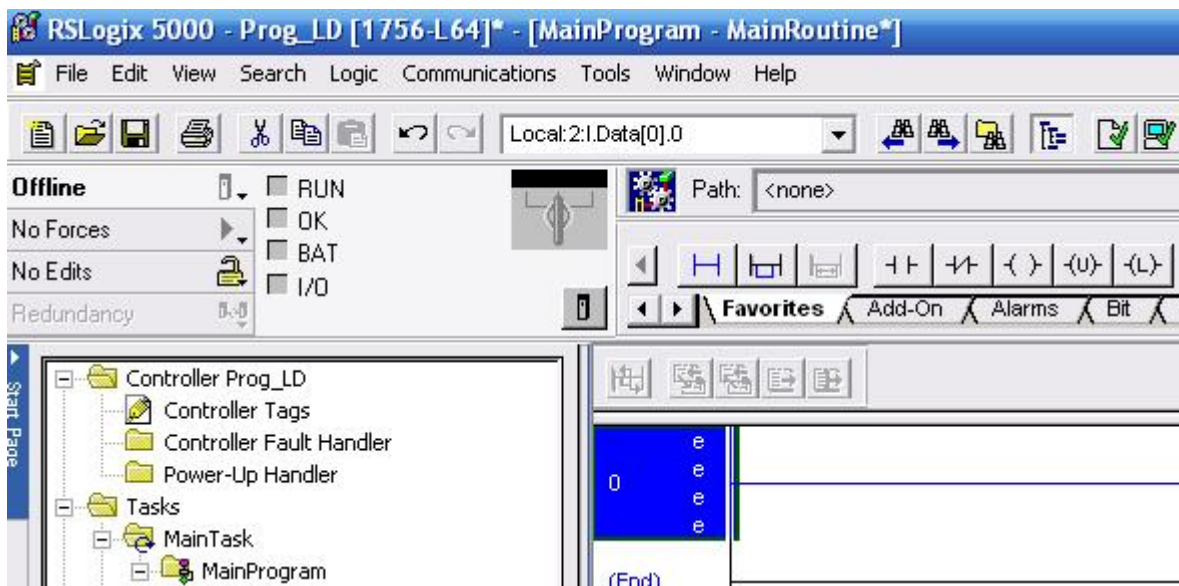 RSLogix 5000 - Prog_LD [1756-L64]* - [MainProgram - MainRoutine*]
File Edit View Search Logic Communications Tools Window Help
Local:2:I.Data[0].0
Offline
RUN
No Forces
OK
No Edits
BAT
Redundancy
I/O
Path: <none>
(U) (L)
Favorites Add-On Alarms Bit
Start Page
Controller Prog_LD
Controller Tags
Controller Fault Handler
Power-Up Handler
Tasks
MainTask
MainProgram
0
e
e
e
e
(End)